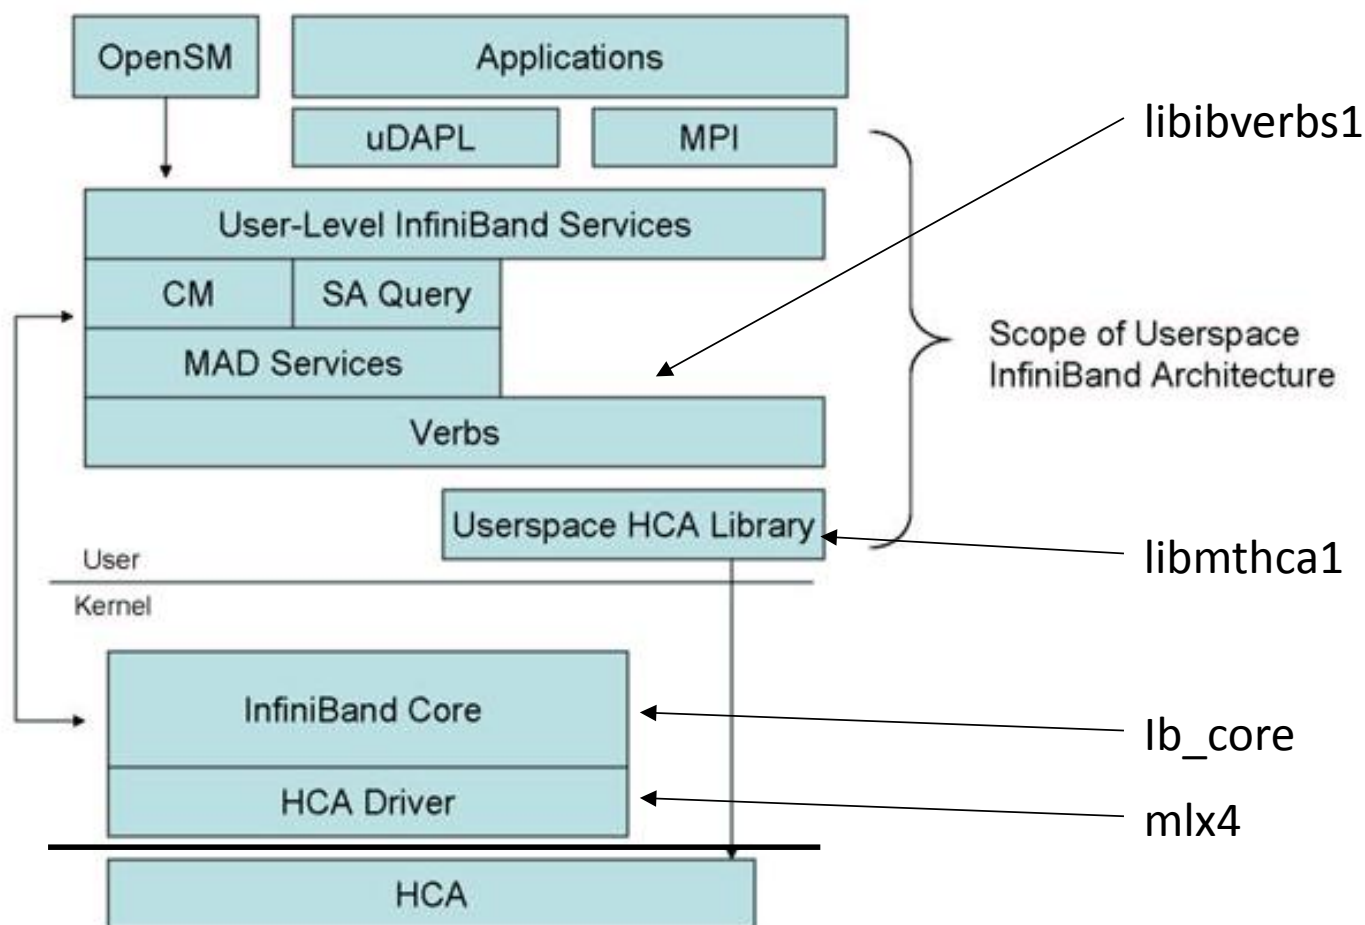 OpenSM
Applications
uDAPL
MPI
libibverbs1
User-Level InfiniBand Services
CM
SA Query
MAD Services
Scope of Userspace
InfiniBand Architecture
Verbs
Userspace HCA Library
libmthca1
User
Kernel
InfiniBand Core
Ib_core
HCA Driver
mlx4
HCA